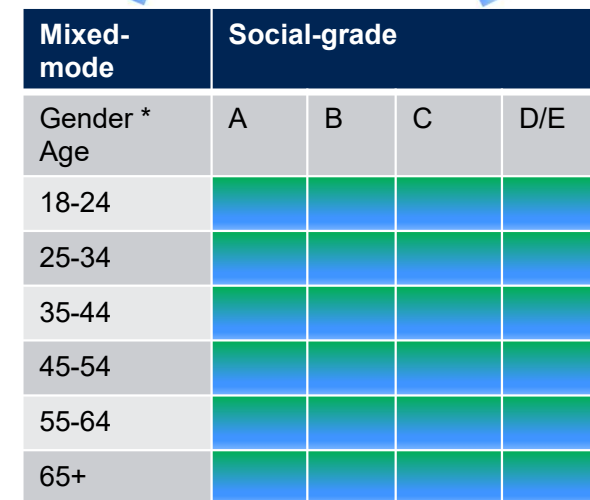 Mixed- Social-grade
mode
Gender * A B C D/E
Age
18-24
25-34
35-44
45-54
55-64
65+